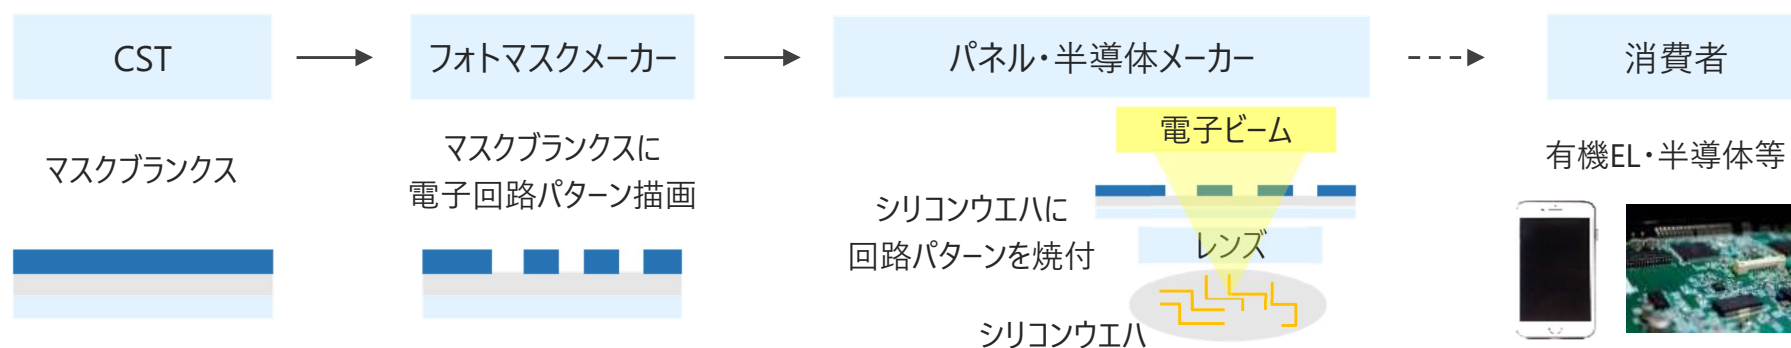 CST
フォトマスクメーカー
パネル・半導体メーカー
消費者
マスクブランクス
マスクブランクスに
電子回路パターン描画
電子ビーム
シリコンウエハに
回路パターンを焼付
レンズ
シリコンウエハ
有機EL・半導体等